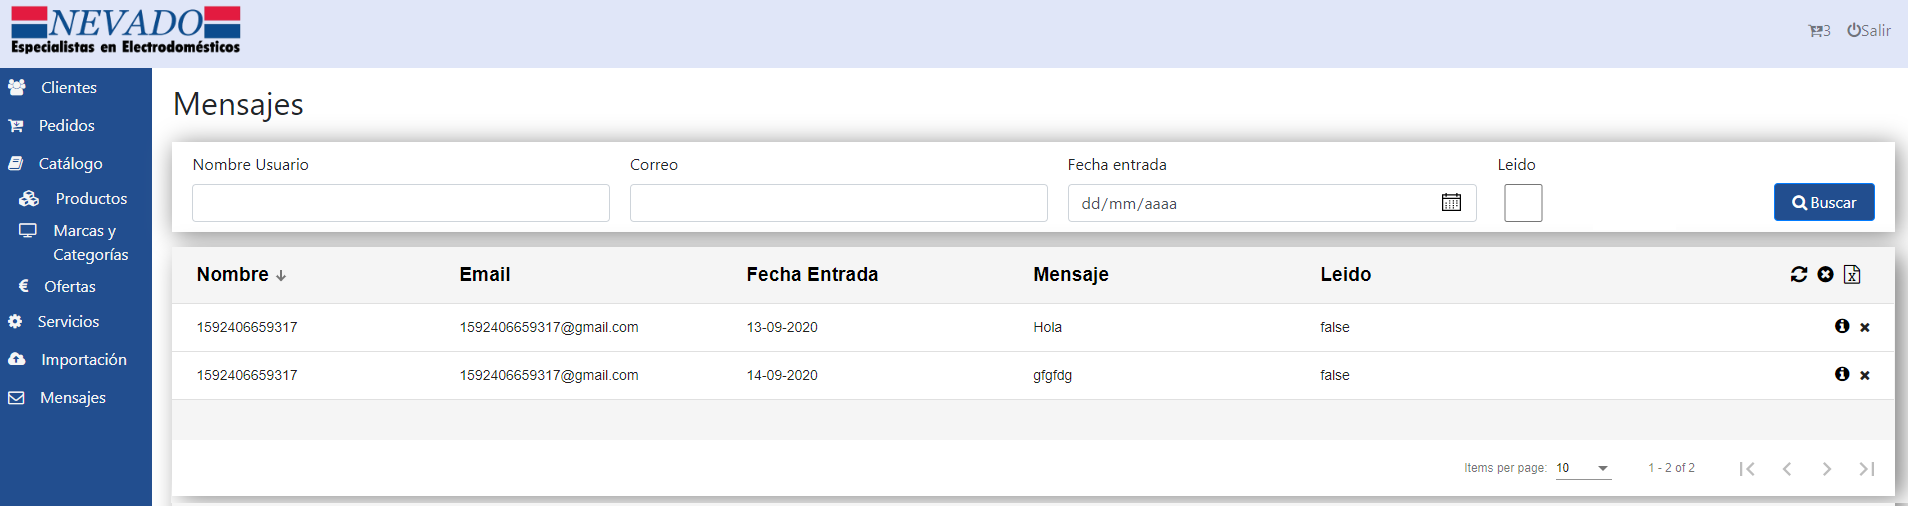 NEVADO
Especialistas en Electrodomésticos
3 Salir
Clientes
Pedidos
Catálogo
Productos
Marcas y
Categorías
€ Ofertas
Servicios
Importación
Mensajes
Mensajes
Nombre Usuario Correo Fecha entrada Leido
dd/mm/aaaa Buscar
Nombre Email Fecha Entrada Mensaje Leido
1592406659317 1592406659317@gmail.com 13-09-2020 Hola false
1592406659317 1592406659317@gmail.com 14-09-2020 gfgfdg false
Items per page: 10 1 - 2 of 2